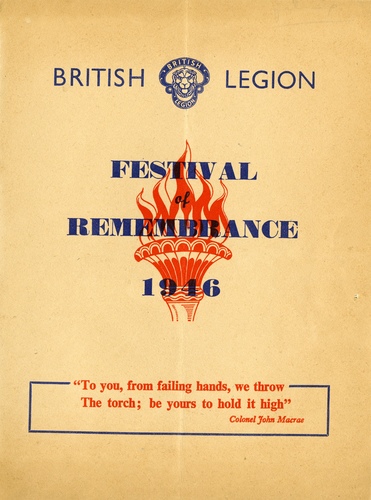 BRITISH LEGION
BRITISH
LEGION
FESTIVAL
of
REMEMBRANCE
1946
"To you, from failing hands, we throw
The torch; be yours to hold it high"
Colonel John Macrae